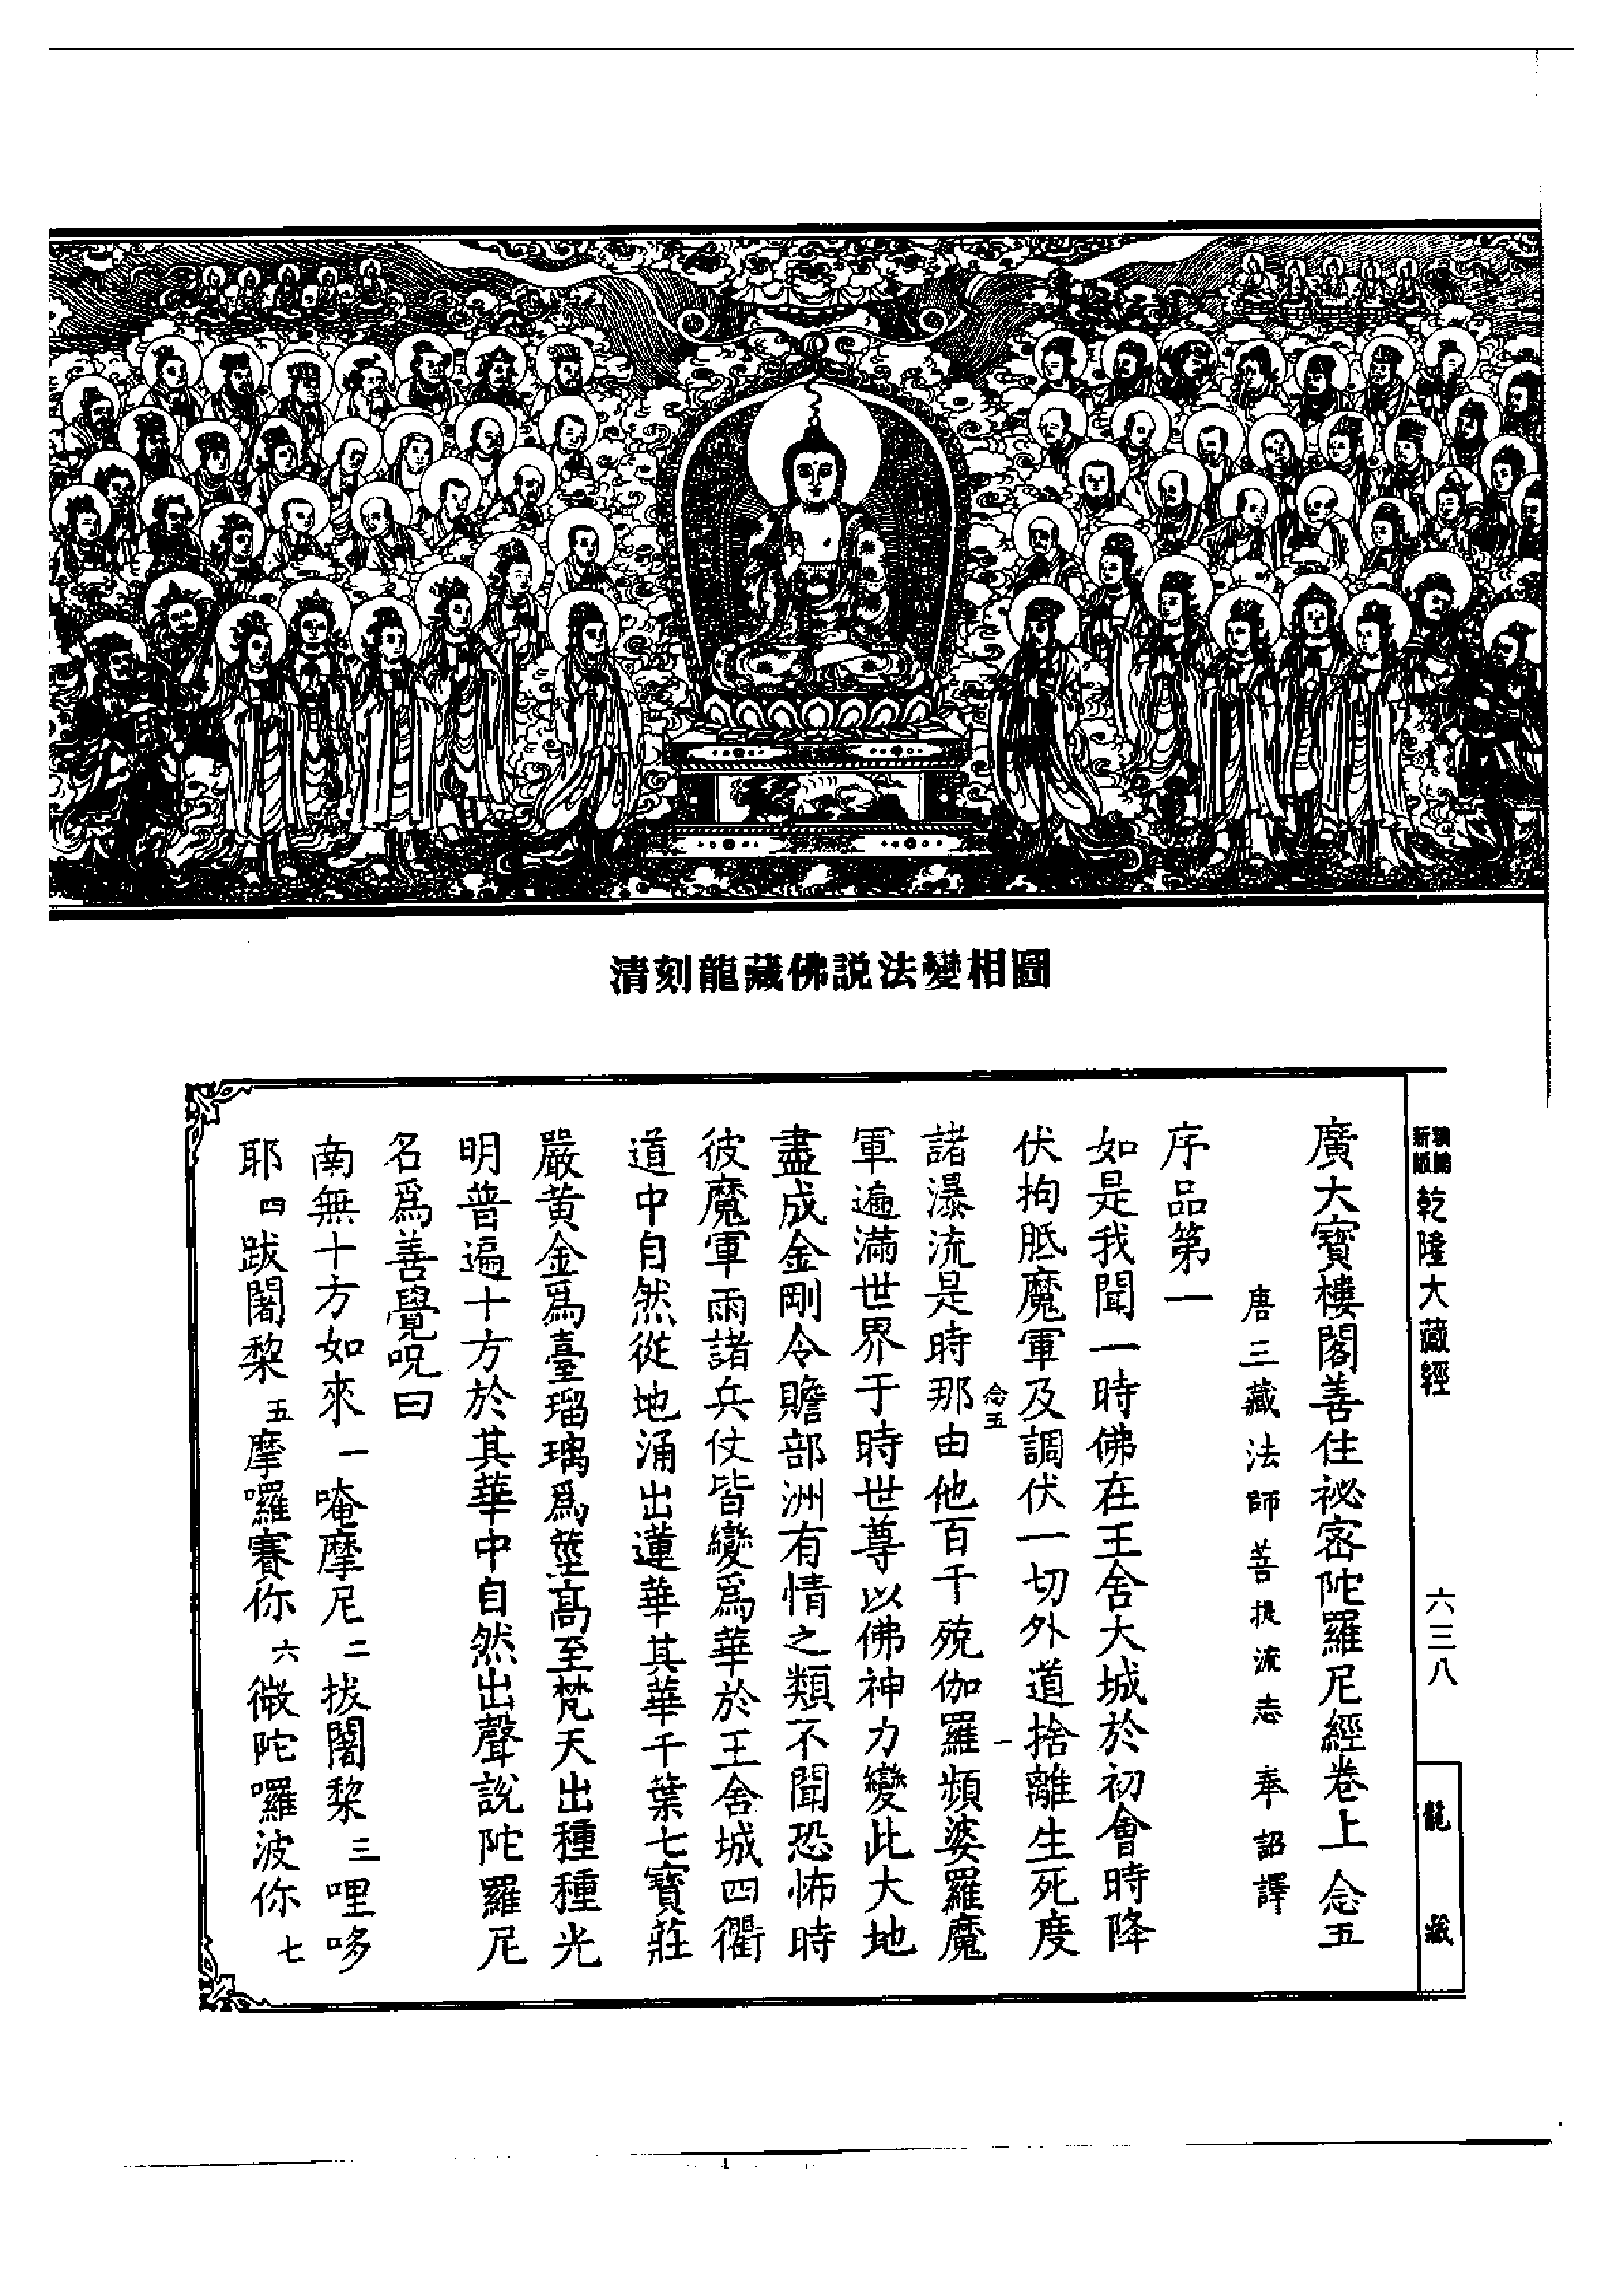 清刻龍藏佛説法變相圖
新版
乾隆大藏經
六三八
龍藏
廣大寶樓閣善住祕密陀羅尼經卷上 念五
唐三藏法師菩提流志奉詔譯
序品第一
如是我聞一時佛在王舍大城於初會時降
伏拘胝魔軍及調伏一切外道捨離生死度
念五 一
諸瀑流是時那由他百千殑伽羅頻婆羅魔
軍遍滿世界于時世尊以佛神力變此大地
盡成金剛令贍部洲有情之類不聞恐怖時
彼魔軍雨諸兵仗皆變爲華於王舍城四衢
道中自然從地涌出蓮華其華千葉七寶莊
嚴黄金爲臺瑠璃爲莖高至梵天出種種光
明普遍十方於其華中自然出聲説陀羅尼
名爲善覺呪曰
南無十方如來 一 唵摩尼 二 拔闍黎 三 哩哆
耶 四 跋闍黎 五 摩囉賽你 六 微陀囉波你 七